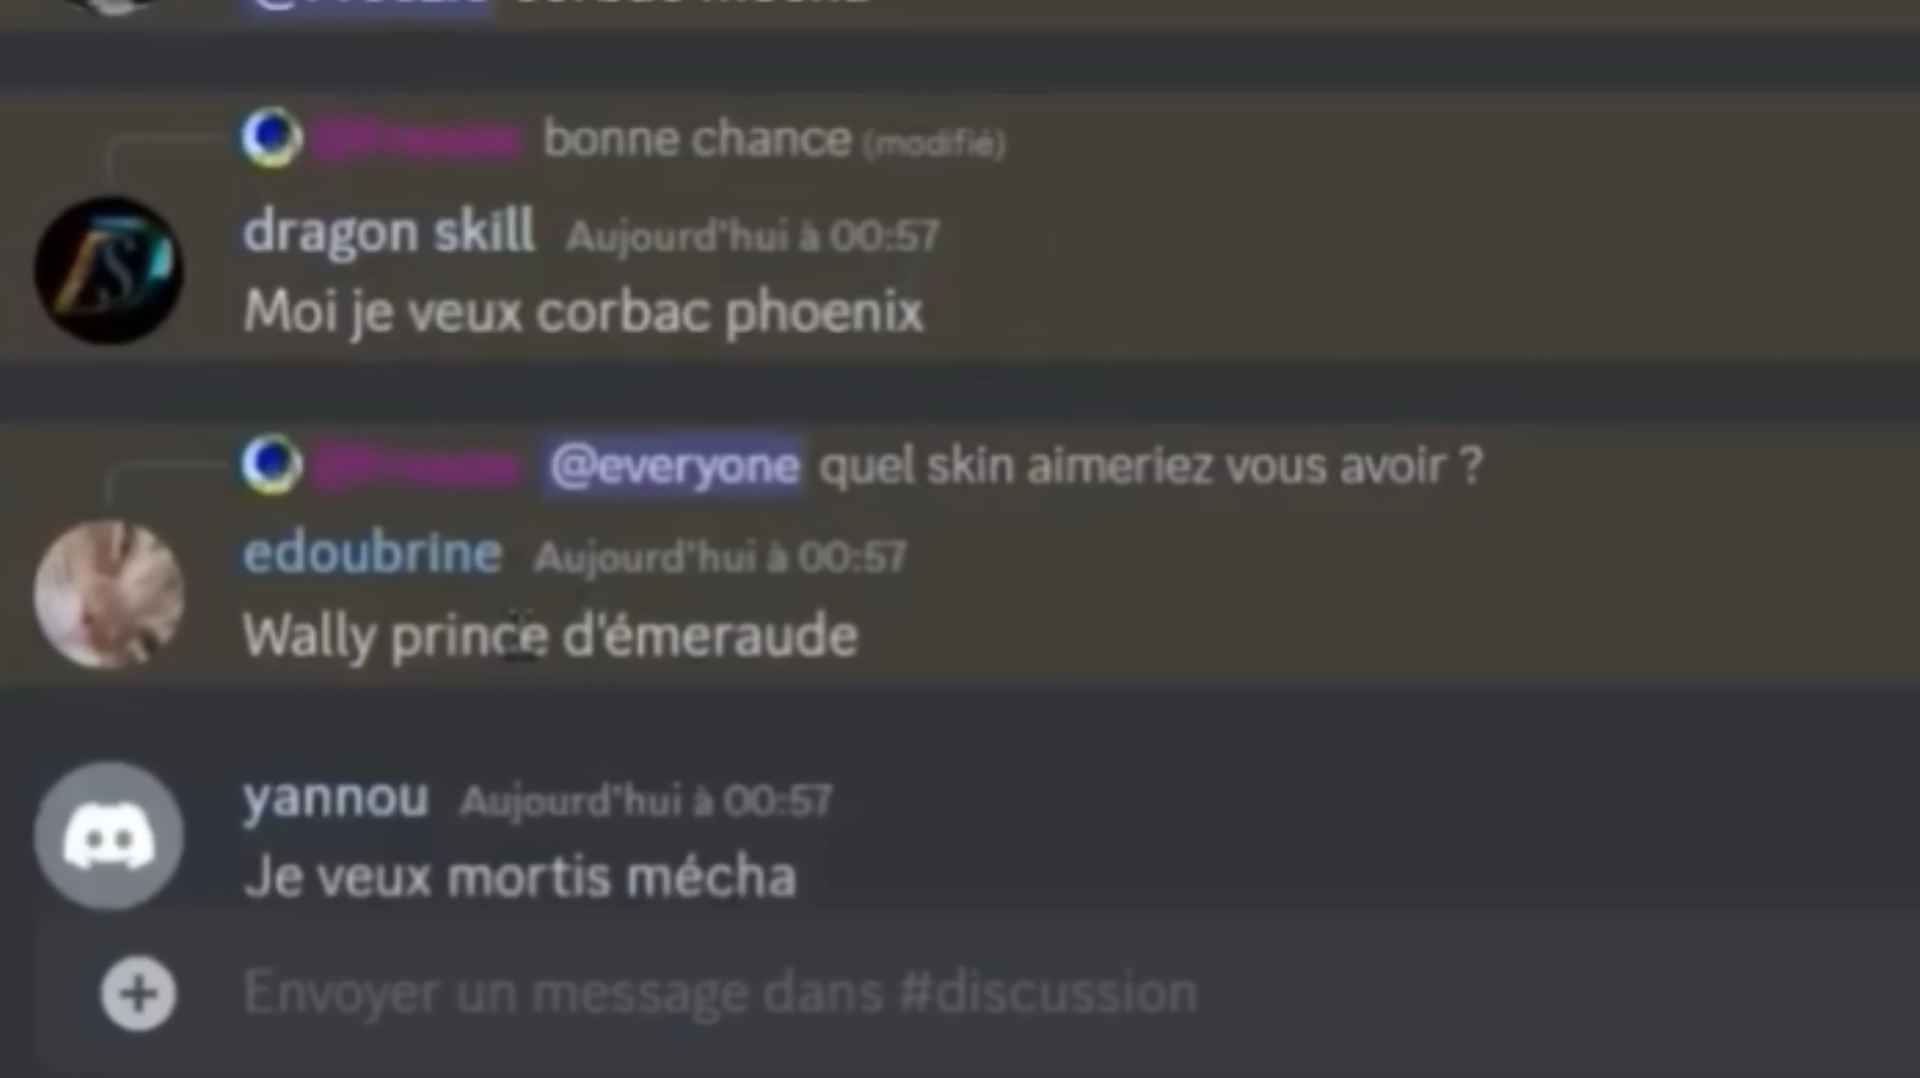 bonne chance (modifié)
dragon skill Aujourd'hui à 00:57
Moi je veux corbac phoenix
@everyone quel skin aimeriez vous avoir ?
edoubrine Aujourd'hui à 00:57
Wally prince d'émeraude
yannou Aujourd'hui à 00:57
Je veux mortis mécha
Envoyer un message dans #discussion